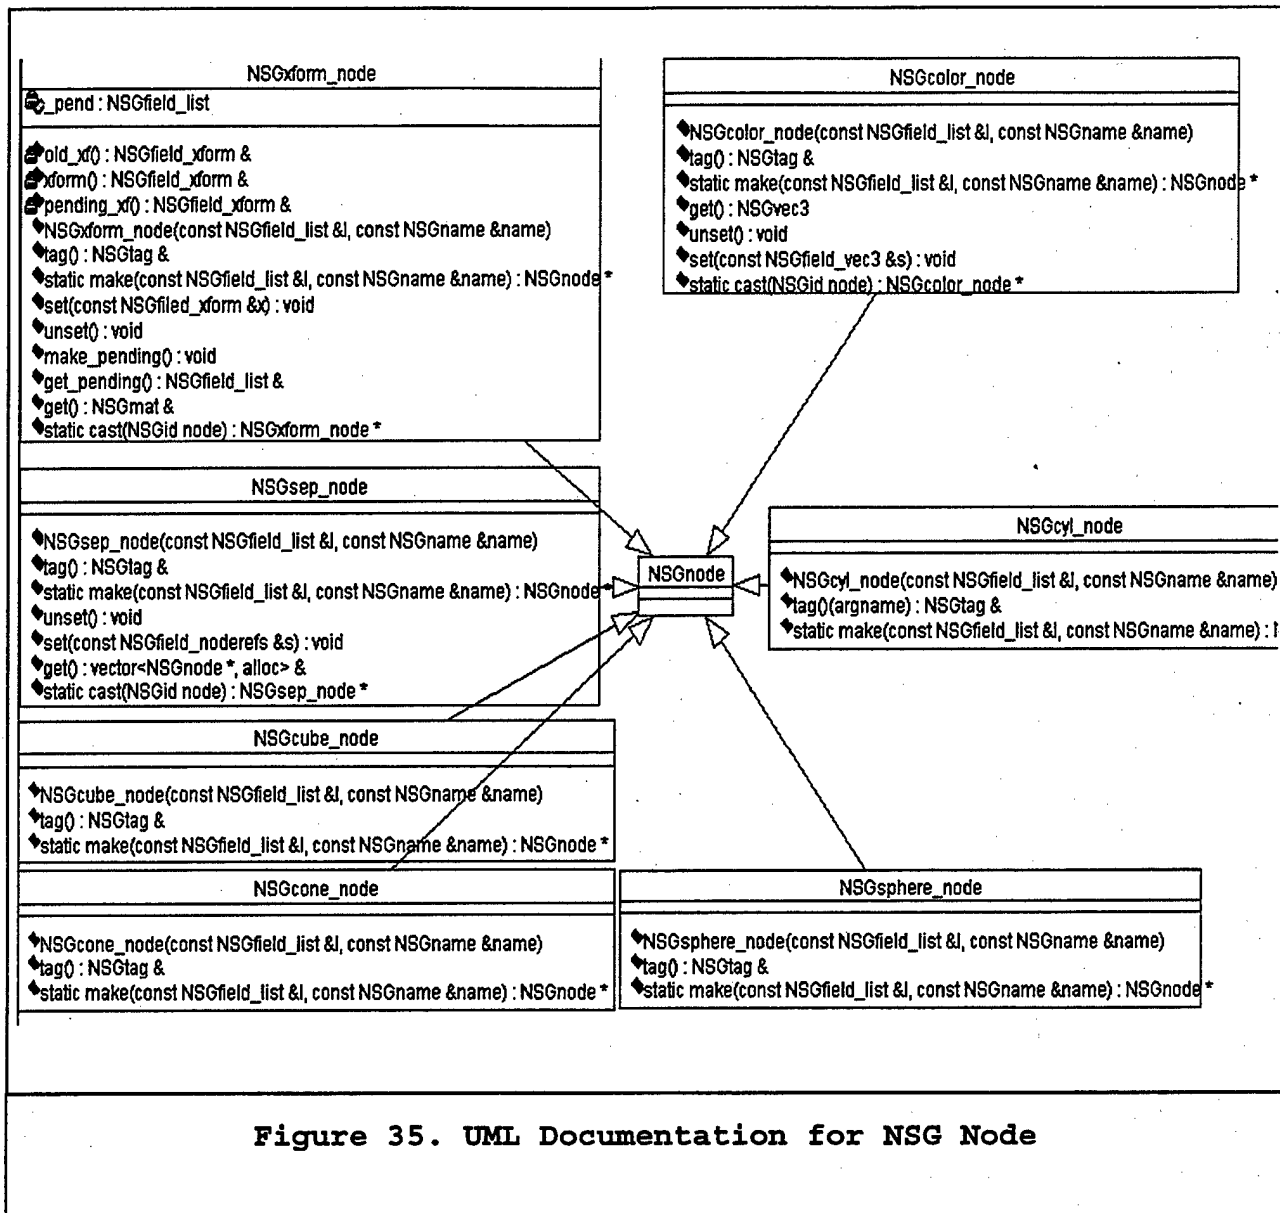 NSGxform_node
_pend : NSGfield_list
old_xf() : NSGfield_xform &
xform() : NSGfield_xform &
pending_xf() : NSGfield_xform &
NSGxform_node(const NSGfield_list &l, const NSGname &name)
tag() : NSGtag &
static make(const NSGfield_list &l, const NSGname &name) : NSGnode *
set(const NSGfiled_xform &x) : void
unset() : void
make_pending() : void
get_pending() : NSGfield_list &
get() : NSGmat &
static cast(NSGid node) : NSGxform_node *
NSGcolor_node
NSGcolor_node(const NSGfield_list &l, const NSGname &name)
tag() : NSGtag &
static make(const NSGfield_list &l, const NSGname &name) : NSGnode *
get() : NSGvec3
unset() : void
set(const NSGfield_vec3 &s) : void
static cast(NSGid node) : NSGcolor_node *
NSGsep_node
NSGsep_node(const NSGfield_list &l, const NSGname &name)
tag() : NSGtag &
static make(const NSGfield_list &l, const NSGname &name) : NSGnode *
unset() : void
set(const NSGfield_noderefs &s) : void
get() : vector<NSGnode *, alloc> &
static cast(NSGid node) : NSGsep_node *
NSGnode
NSGcyl_node
NSGcyl_node(const NSGfield_list &l, const NSGname &name)
tag()(argname) : NSGtag &
static make(const NSGfield_list &l, const NSGname &name) :
NSGcube_node
NSGcube_node(const NSGfield_list &l, const NSGname &name)
tag() : NSGtag &
static make(const NSGfield_list &l, const NSGname &name) : NSGnode *
NSGcone_node
NSGcone_node(const NSGfield_list &l, const NSGname &name)
tag() : NSGtag &
static make(const NSGfield_list &l, const NSGname &name) : NSGnode *
NSGsphere_node
NSGsphere_node(const NSGfield_list &l, const NSGname &name)
tag() : NSGtag &
static make(const NSGfield_list &l, const NSGname &name) : NSGnode *
Figure 35. UML Documentation for NSG Node